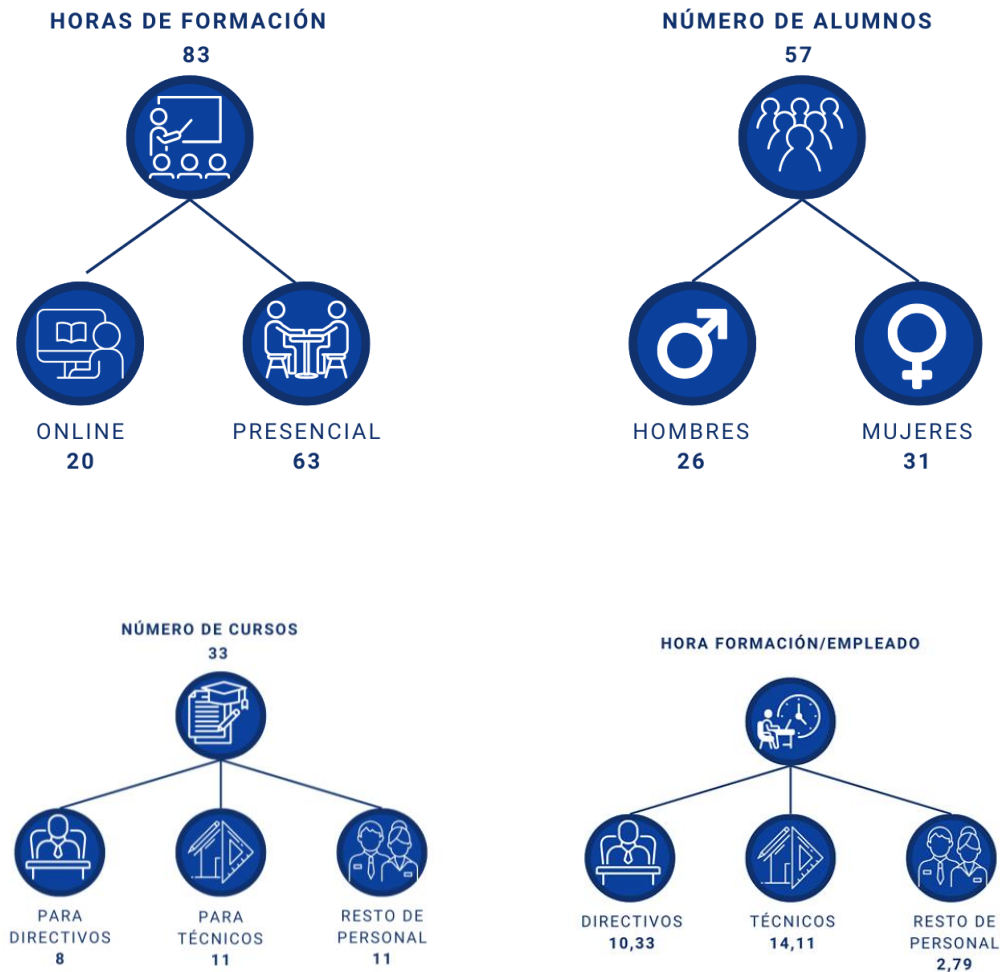 HORAS DE FORMACIÓN
83
ONLINE
20
PRESENCIAL
63
NÚMERO DE ALUMNOS
57
HOMBRES
26
MUJERES
31
NÚMERO DE CURSOS
33
PARA
DIRECTIVOS
8
PARA
TÉCNICOS
11
RESTO DE
PERSONAL
11
HORA FORMACIÓN/EMPLEADO
DIRECTIVOS
10,33
TÉCNICOS
14,11
RESTO DE
PERSONAL
2,79